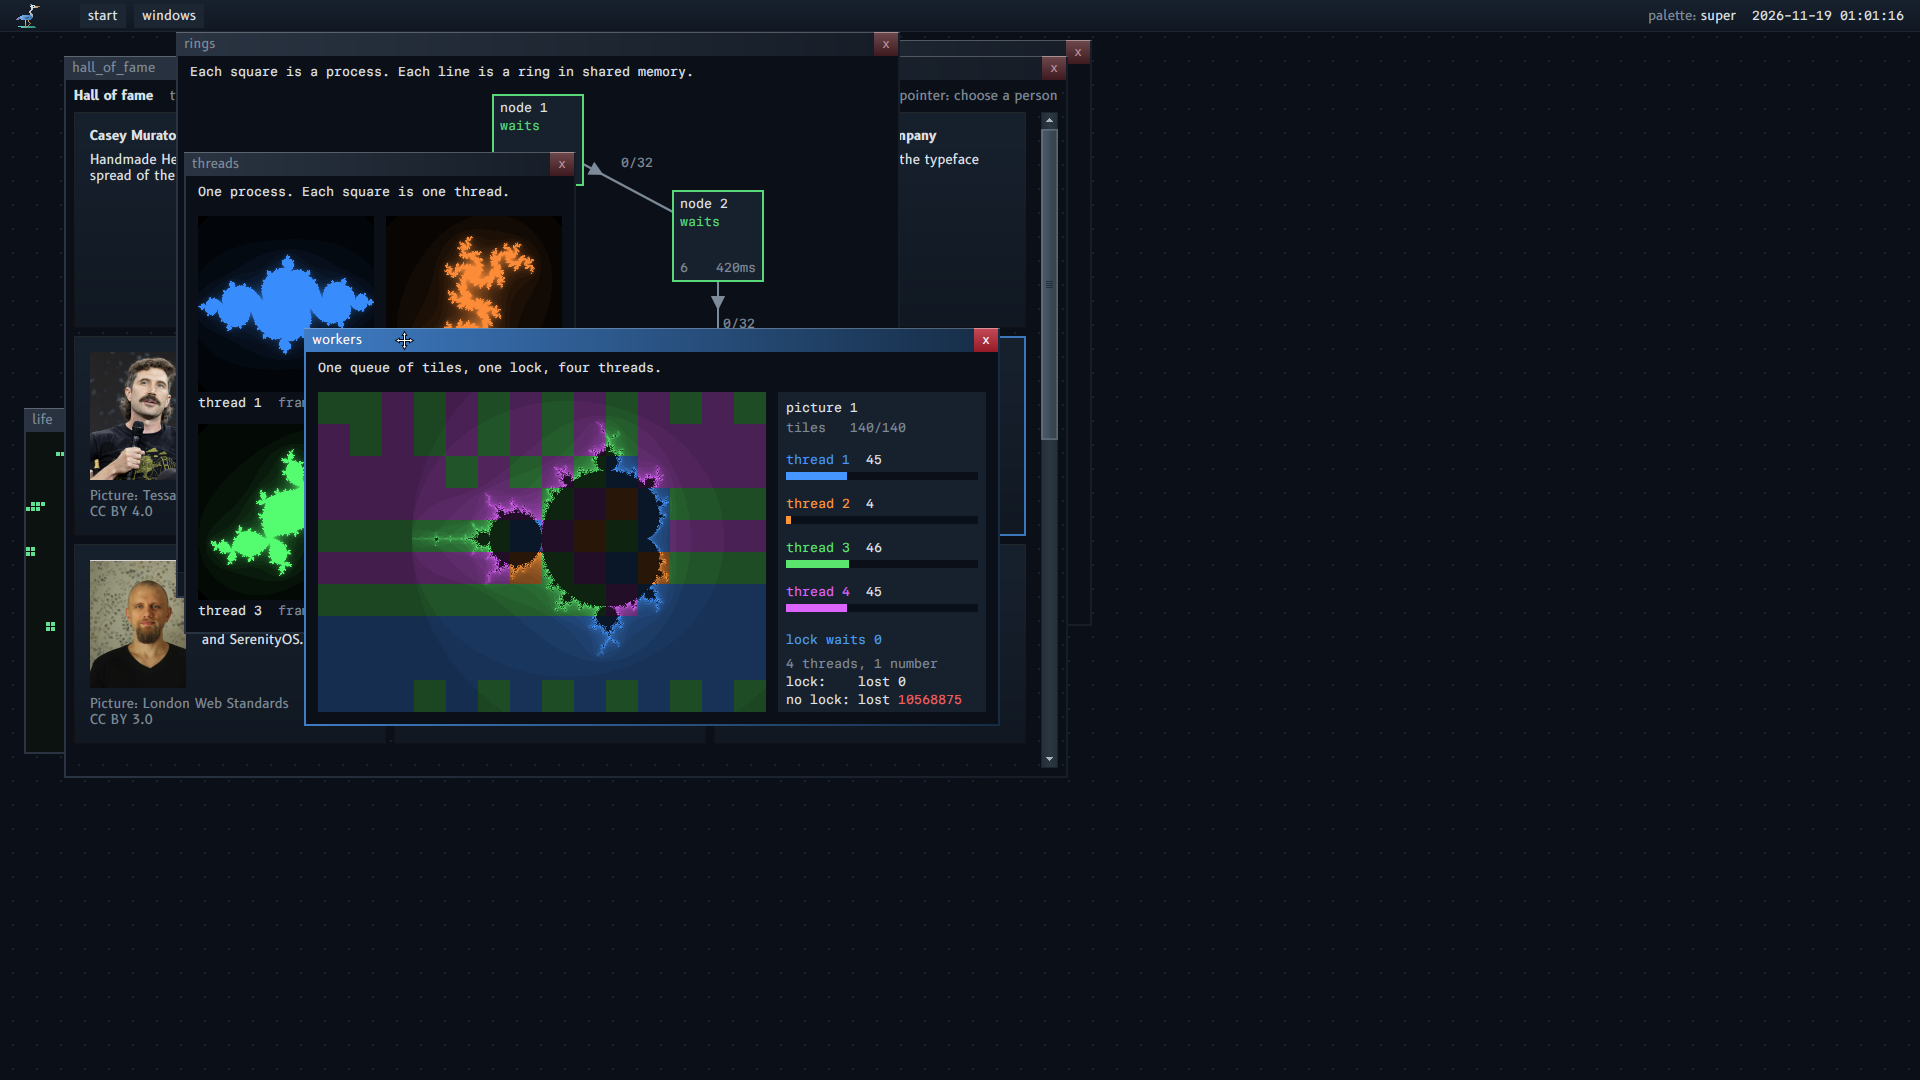 start windows palette: super 2026-11-19 01:01:16
rings x
x
hall_of_fame x
Each square is a process. Each line is a ring in shared memory.
Hall of fame
pointer: choose a person
node 1
waits
0/32
Casey Murato
Handmade He
spread of the
mpany
the typeface
threads x
One process. Each square is one thread.
node 2
waits
6 420ms
0/32
workers x
One queue of tiles, one lock, four threads.
thread 1 fra
thread 3 fra
life
Picture: Tessa
CC BY 4.0
and SerenityOS.
Picture: London Web Standards
CC BY 3.0
picture 1
tiles 140/140
thread 1 45
thread 2 4
thread 3 46
thread 4 45
lock waits 0
4 threads, 1 number
lock: lost 0
no lock: lost 10568875